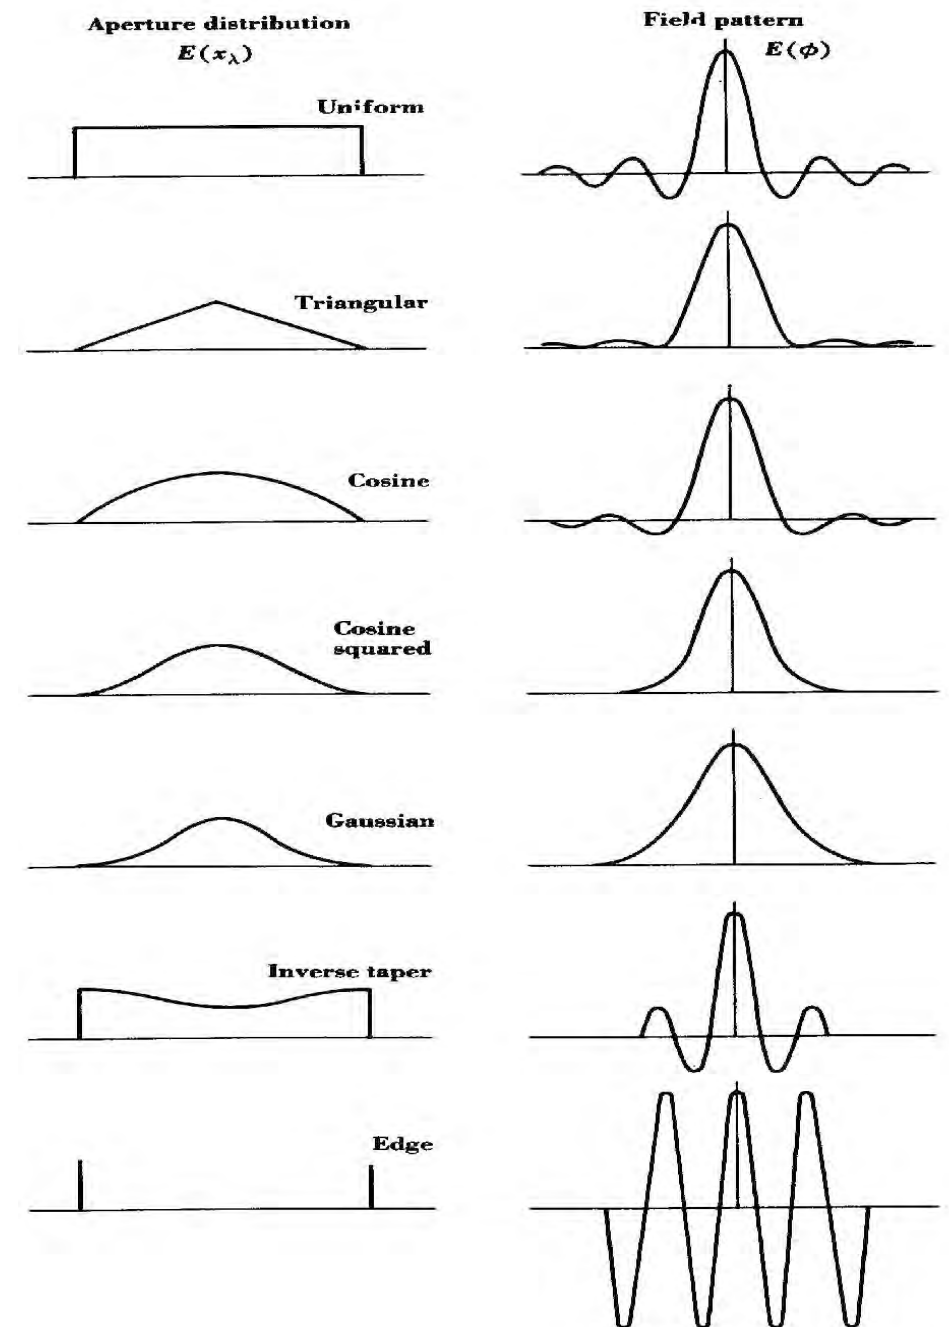 Aperture distribution
E(xλ)
Field pattern
E(ϕ)
Uniform
Triangular
Cosine
Cosine
squared
Gaussian
Inverse taper
Edge